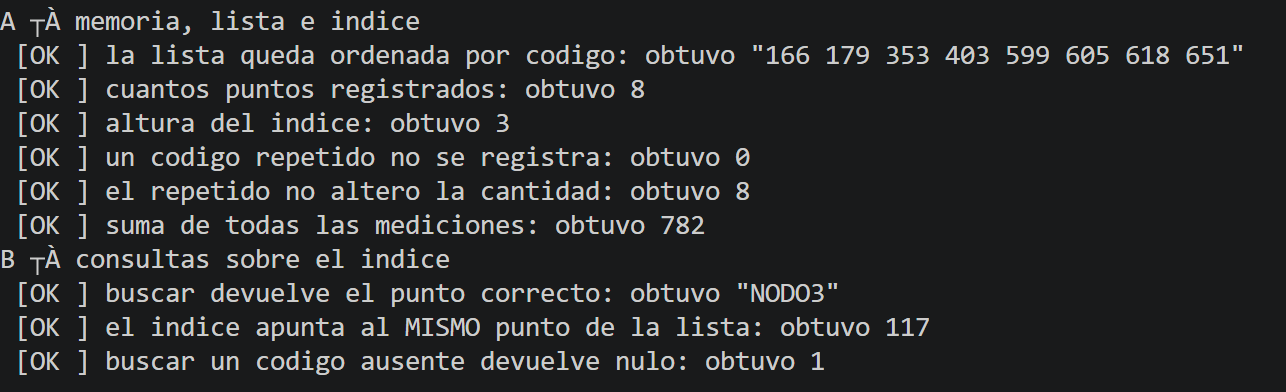 A ┬À memoria, lista e indice
[OK ] la lista queda ordenada por codigo: obtuvo "166 179 353 403 599 605 618 651"
[OK ] cuantos puntos registrados: obtuvo 8
[OK ] altura del indice: obtuvo 3
[OK ] un codigo repetido no se registra: obtuvo 0
[OK ] el repetido no altero la cantidad: obtuvo 8
[OK ] suma de todas las mediciones: obtuvo 782
B ┬À consultas sobre el indice
[OK ] buscar devuelve el punto correcto: obtuvo "NODO3"
[OK ] el indice apunta al MISMO punto de la lista: obtuvo 117
[OK ] buscar un codigo ausente devuelve nulo: obtuvo 1